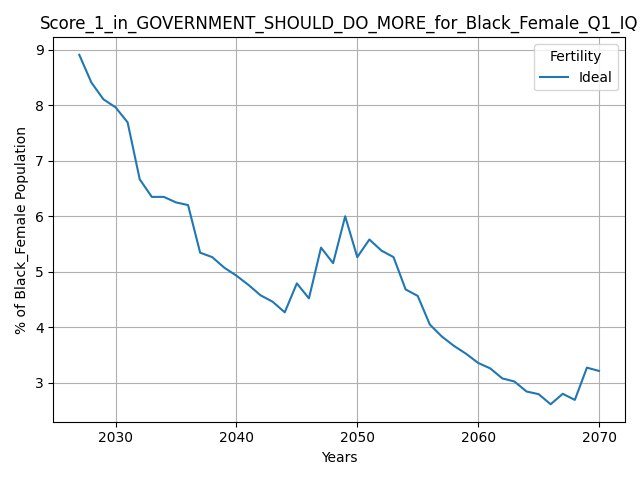 Score_1_in_GOVERNMENT_SHOULD_DO_MORE_for_Black_Female_Q1_IQ
Fertility
Ideal
% of Black_Female Population
9
8
7
6
5
4
3
2030 2040 2050 2060 2070
Years